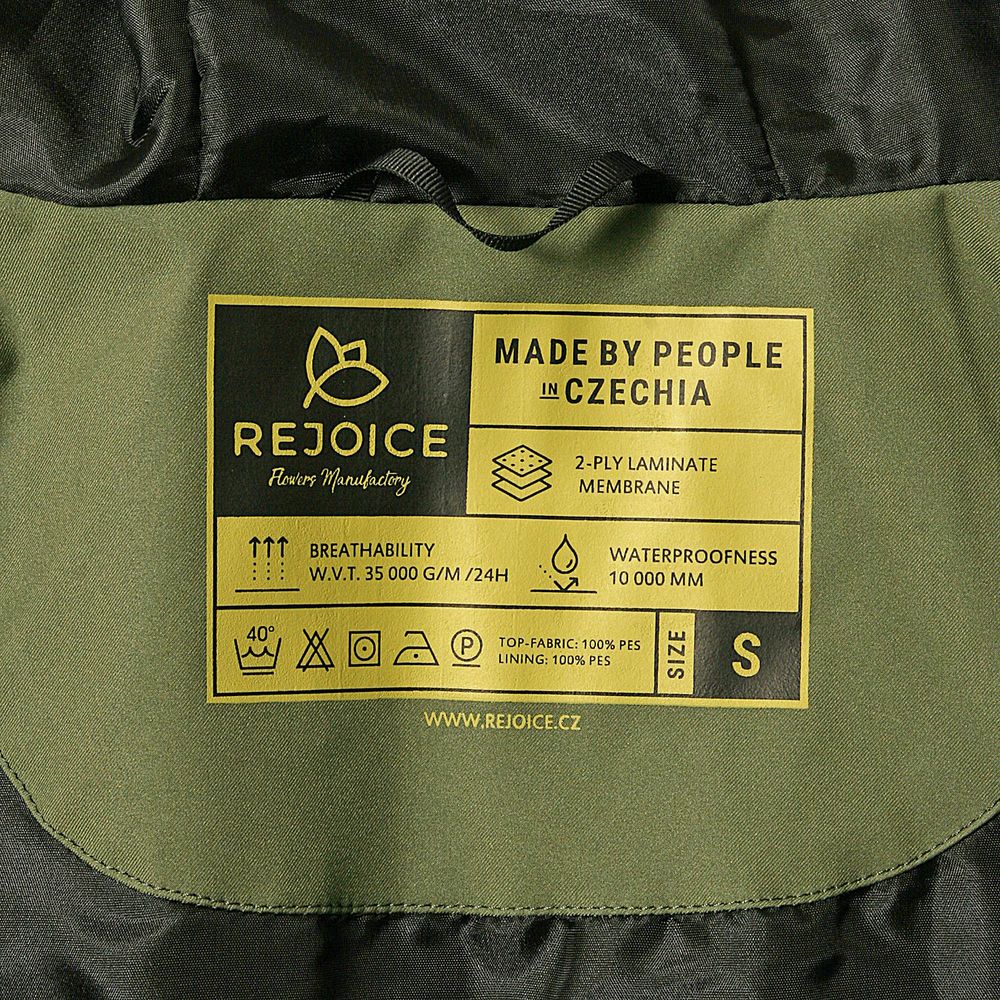 REJOICE
Flowers Manufactory
MADE BY PEOPLE
IN CZECHIA
2-PLY LAMINATE
MEMBRANE
BREATHABILITY
W.V.T. 35 000 G/M /24H
WATERPROOFNESS
10 000 MM
40°
P
TOP-FABRIC: 100% PES
LINING: 100% PES
SIZE
S
WWW.REJOICE.CZ